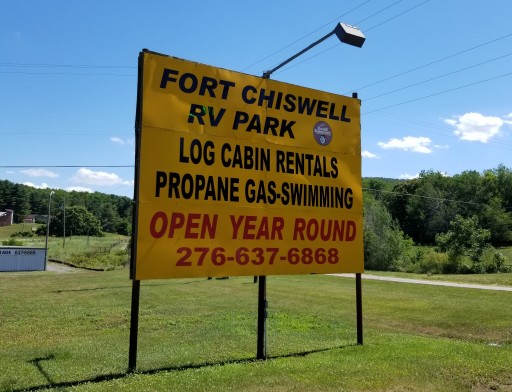 FORT CHISWELL
RV PARK
LOG CABIN RENTALS
PROPANE GAS-SWIMMING
OPEN YEAR ROUND
276-637-6868